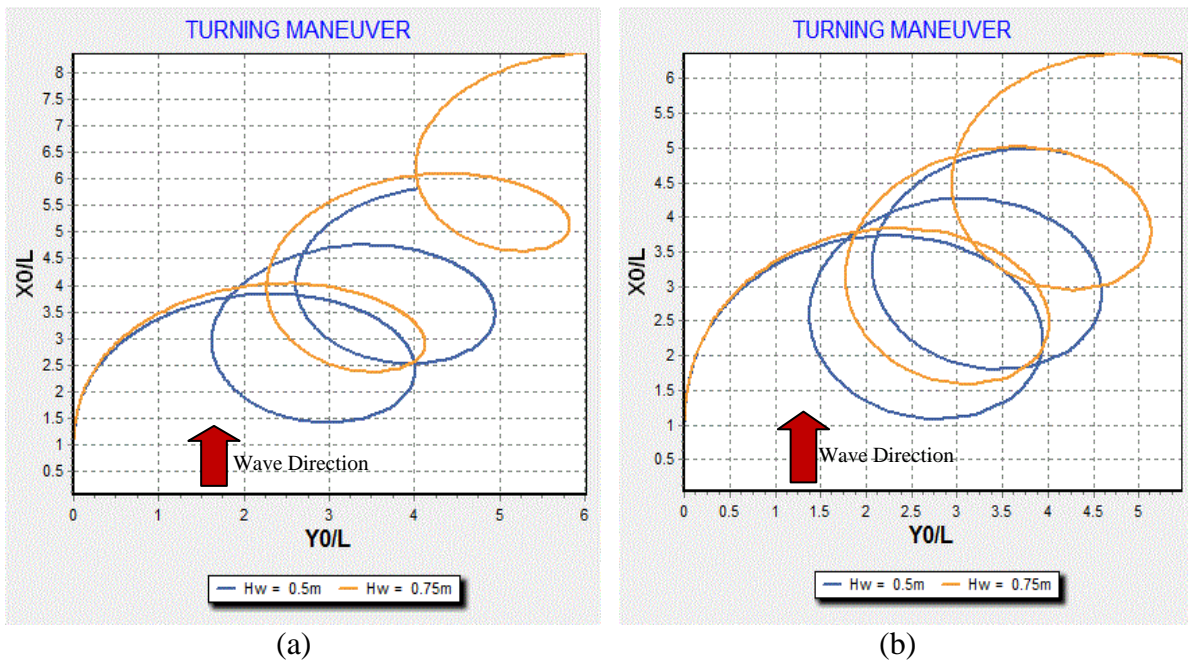 TURNING MANEUVER
X0/L
8
7.5
7
6.5
6
5.5
5
4.5
4
3.5
3
2.5
2
1.5
1
0.5
Wave Direction
0 1 2 3 4 5 6
Y0/L
Hw = 0.5m Hw = 0.75m
(a)
TURNING MANEUVER
X0/L
6
5.5
5
4.5
4
3.5
3
2.5
2
1.5
1
0.5
Wave Direction
0 0.5 1 1.5 2 2.5 3 3.5 4 4.5 5
Y0/L
Hw = 0.5m Hw = 0.75m
(b)